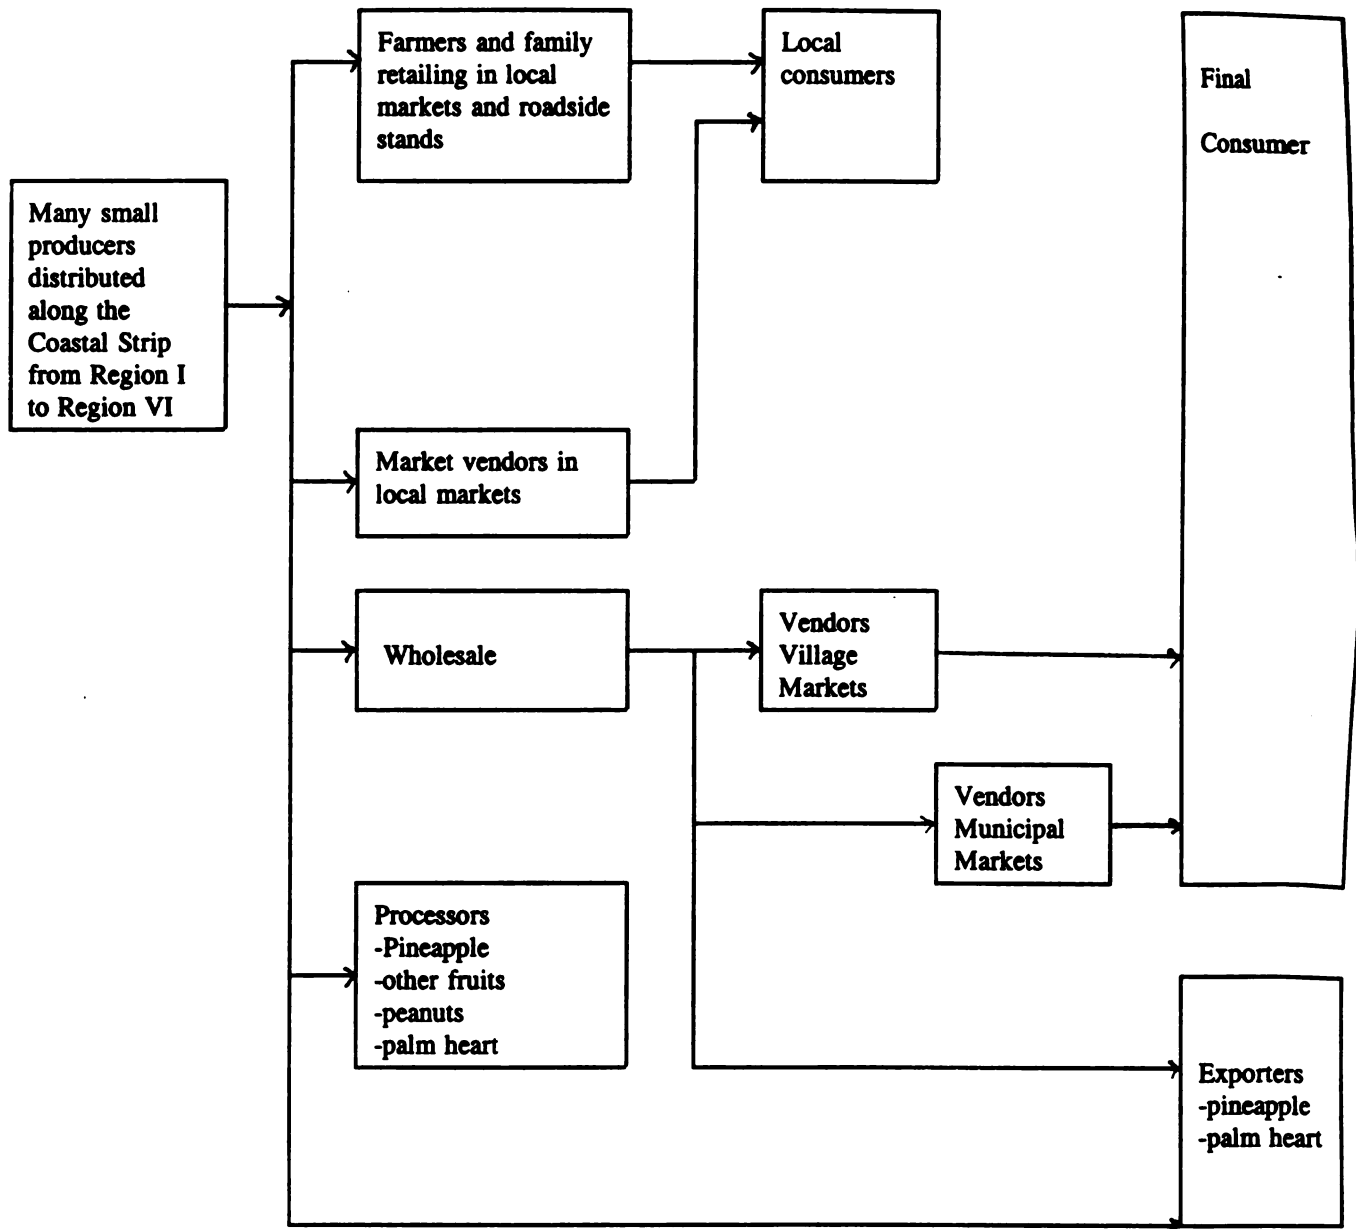 Farmers and family
retailing in local
markets and roadside
stands
Local
consumers
Final
Consumer
Many small
producers
distributed
along the
Coastal Strip
from Region I
to Region VI
Market vendors in
local markets
Wholesale
Vendors
Village
Markets
Vendors
Municipal
Markets
Processors
-Pineapple
-other fruits
-peanuts
-palm heart
Exporters
-pineapple
-palm heart